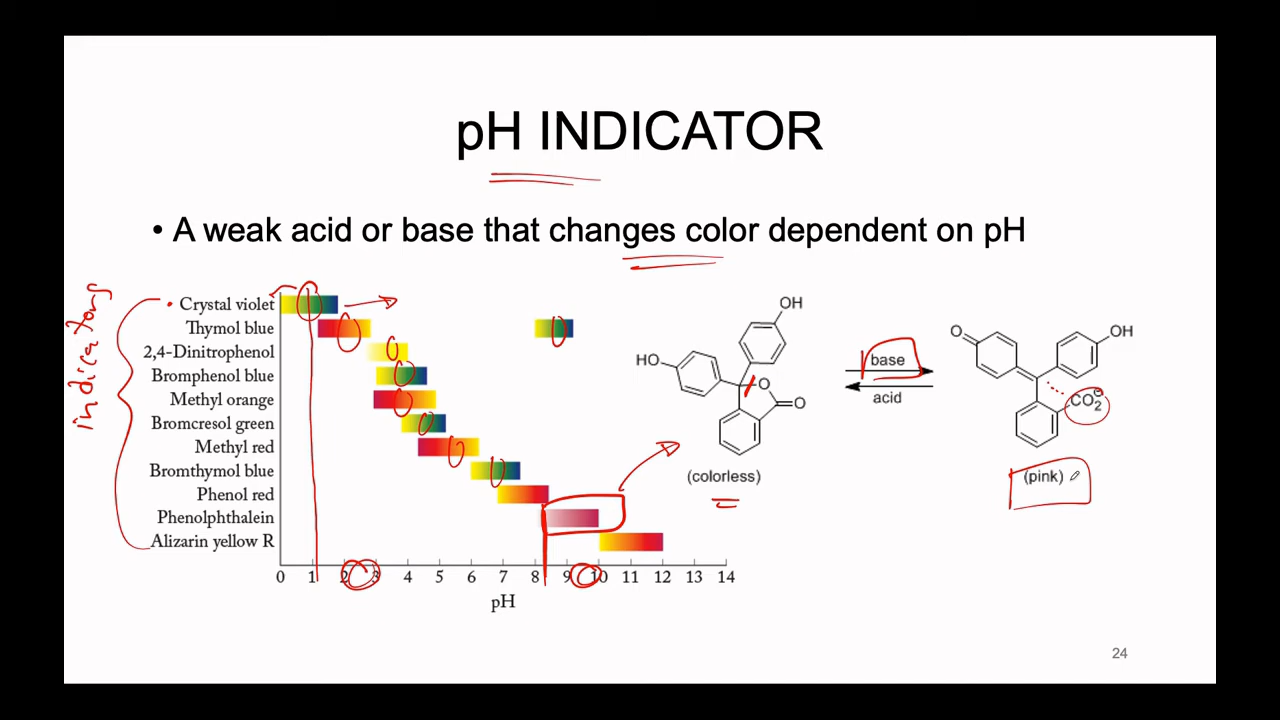 pH INDICATOR
• A weak acid or base that changes color dependent on pH
indicators
Crystal violet
Thymol blue
2,4-Dinitrophenol
Bromphenol blue
Methyl orange
Bromcresol green
Methyl red
Bromthymol blue
Phenol red
Phenolphthalein
Alizarin yellow R
0 1 2 3 4 5 6 7 8 9 10 11 12 13 14
pH
OH
HO
O
O
(colorless)
base
acid
O
OH
CO2⊖
(pink)
24